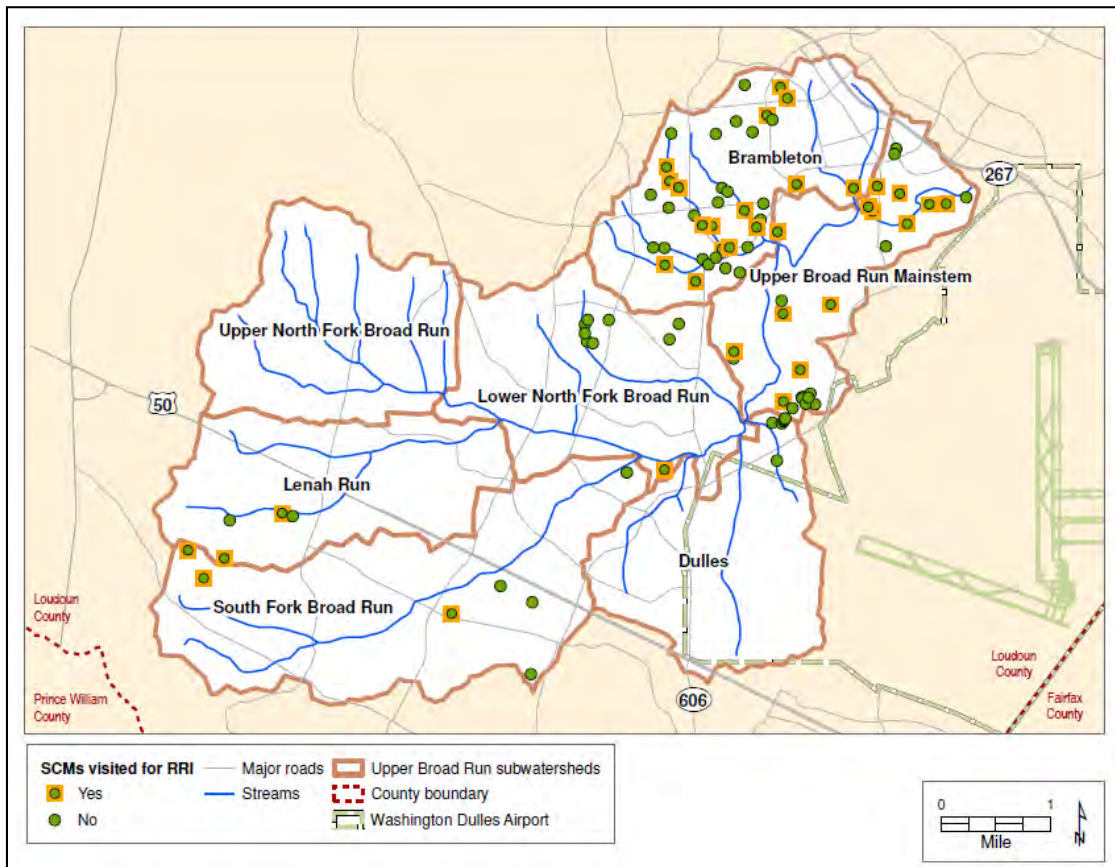 267
Brambleton
Upper Broad Run Mainstem
Upper North Fork Broad Run
50
Lower North Fork Broad Run
Lenah Run
Dulles
South Fork Broad Run
Loudoun
County
Prince William
County
606
Loudoun
County
Fairfax
County
SCMs visited for RRI
Yes
No
Major roads
Streams
Upper Broad Run subwatersheds
County boundary
Washington Dulles Airport
0 1
Mile
N